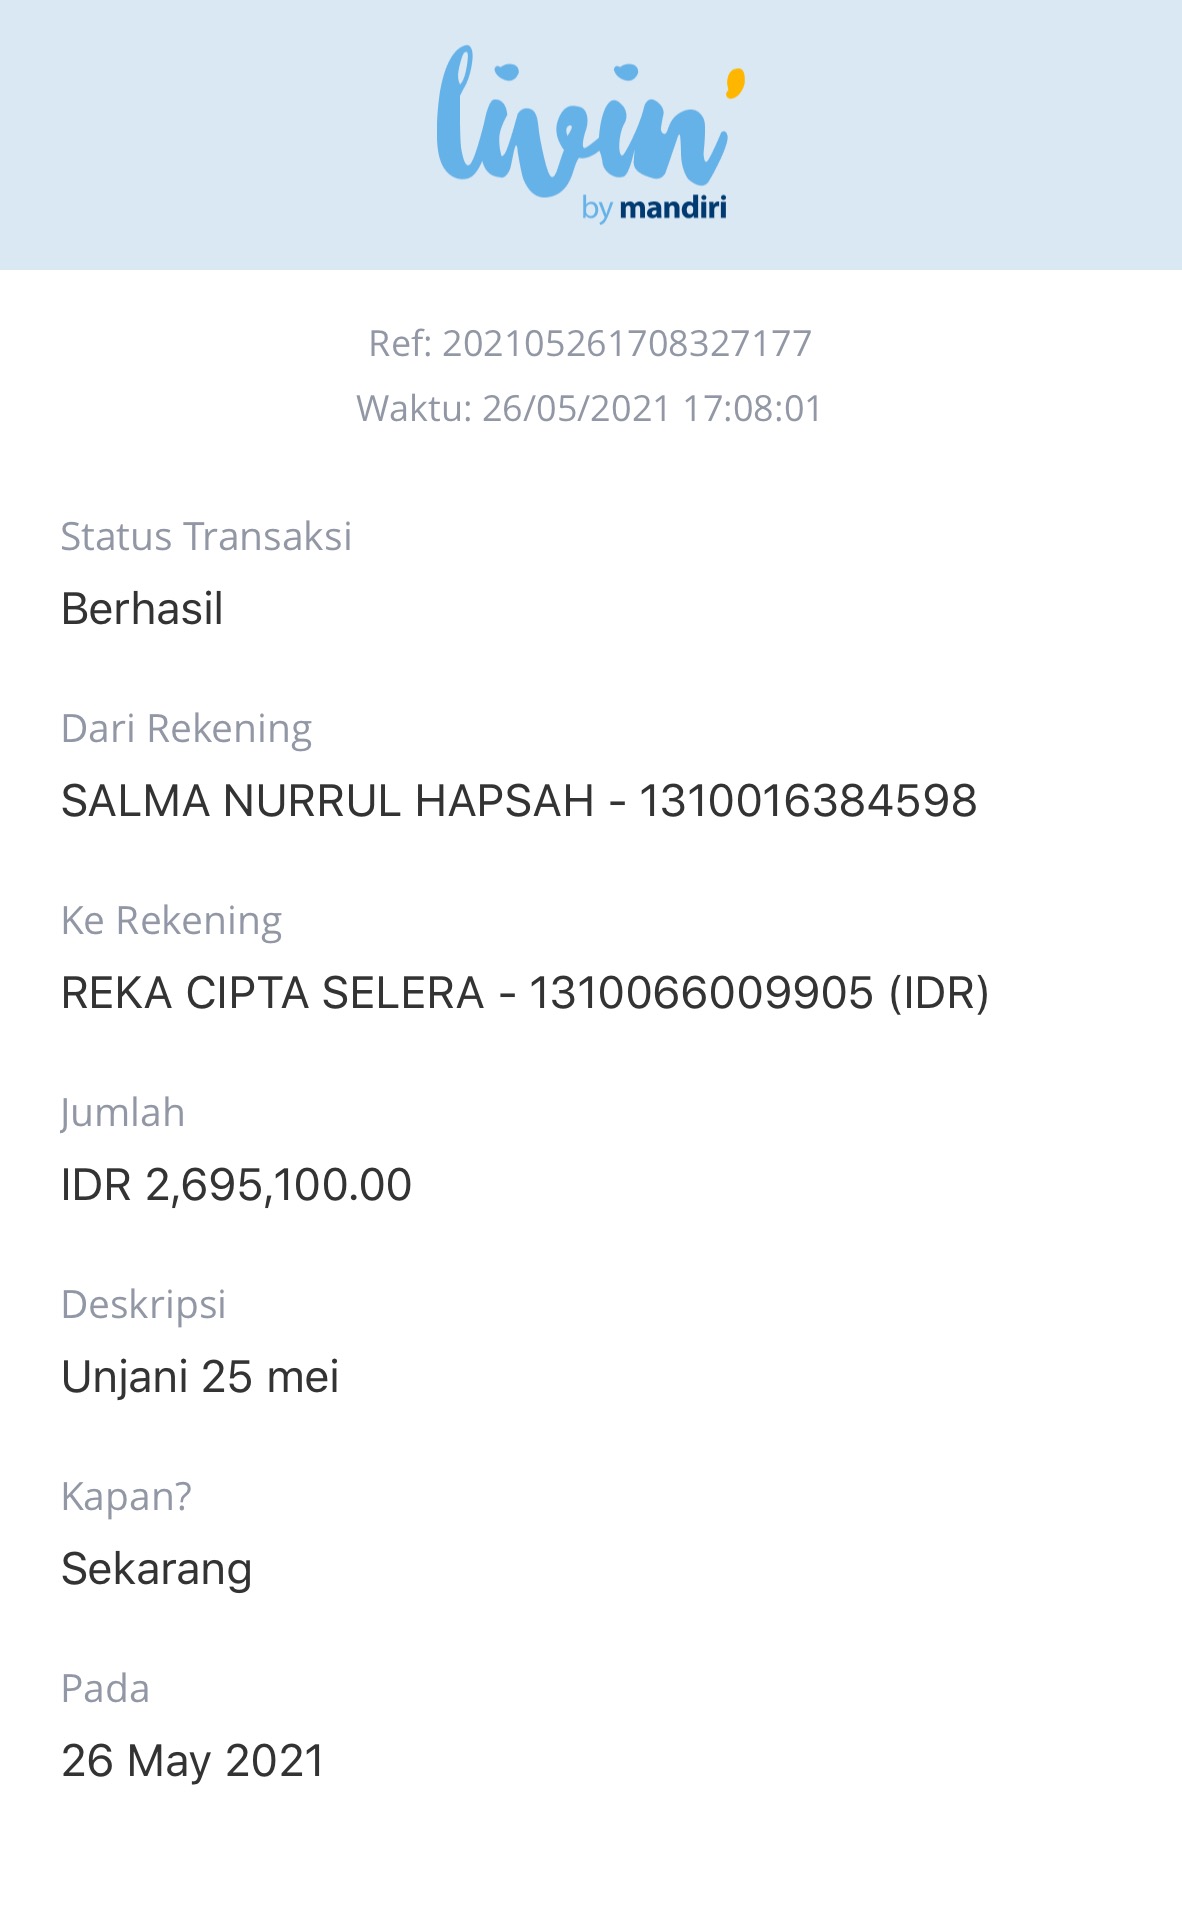 livin'
by mandiri
Ref: 202105261708327177
Waktu: 26/05/2021 17:08:01
Status Transaksi
Berhasil
Dari Rekening
SALMA NURRUL HAPSAH - 1310016384598
Ke Rekening
REKA CIPTA SELERA - 1310066009905 (IDR)
Jumlah
IDR 2,695,100.00
Deskripsi
Unjani 25 mei
Kapan?
Sekarang
Pada
26 May 2021